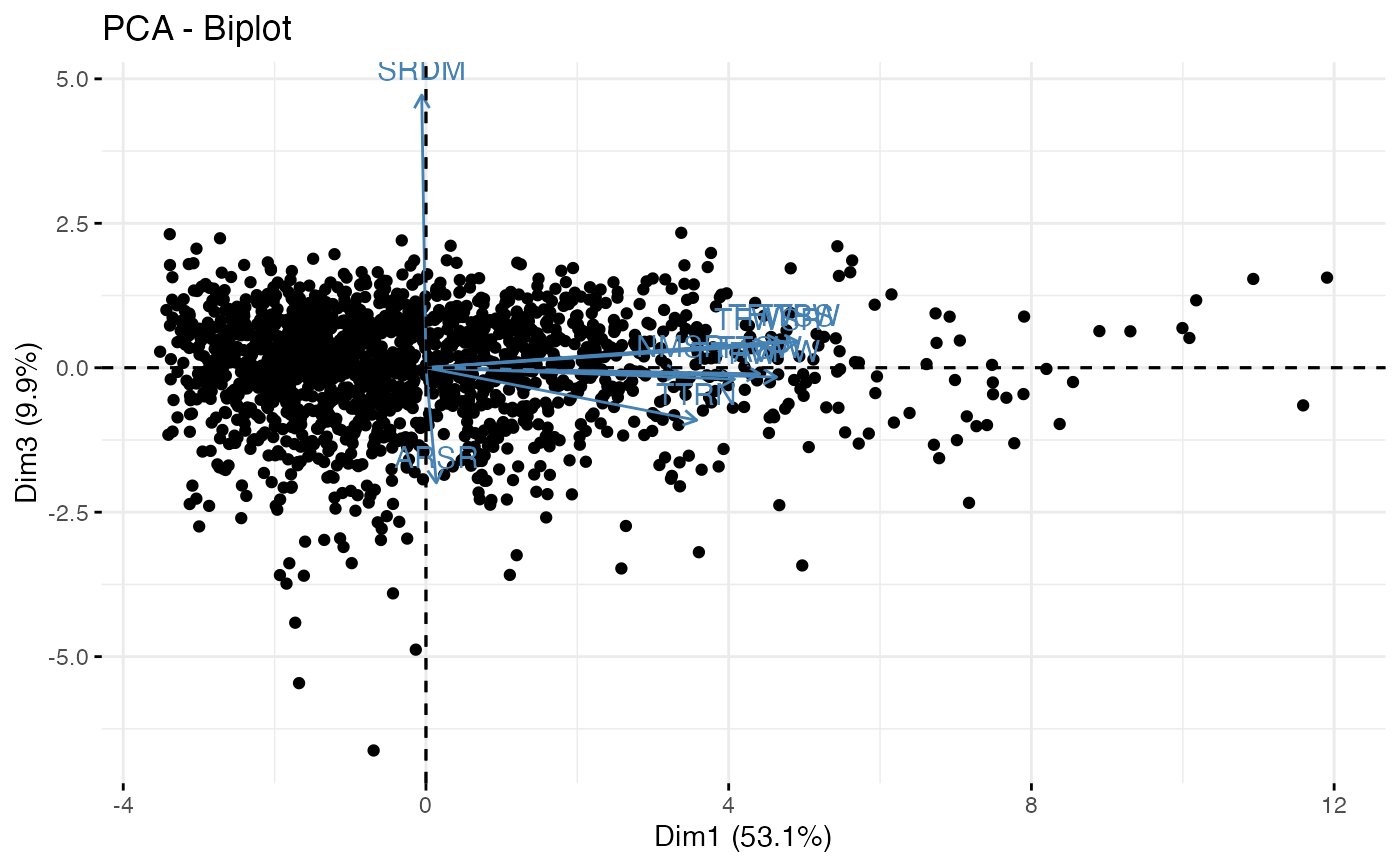 PCA - Biplot
SRDM
5.0
2.5
0.0
-2.5
-5.0
TTRN
ARSR
-4
0
4
8
12
Dim1 (53.1%)
Dim3 (9.9%)